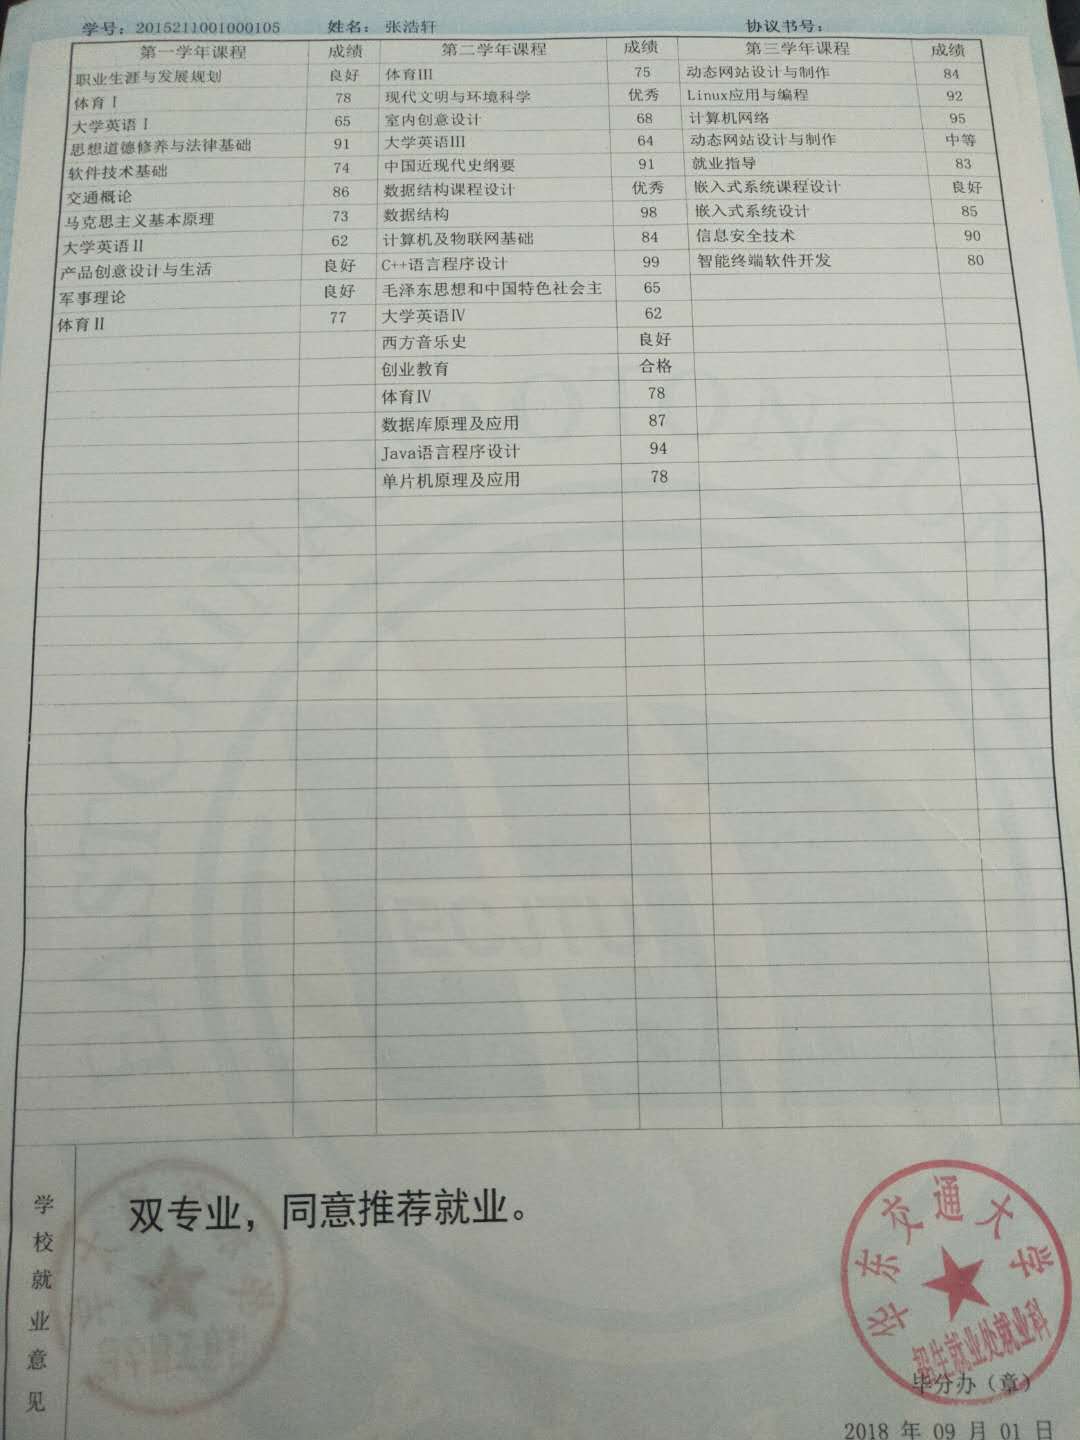 学号：2015211001000105 姓名：张浩轩 协议书号：
第一学年课程 成绩 第二学年课程 成绩 第三学年课程 成绩
职业生涯与发展规划 良好 体育III 75 动态网站设计与制作 84
体育Ⅰ 78 现代文明与环境科学 优秀 Linux应用与编程 92
大学英语Ⅰ 65 室内创意设计 68 计算机网络 95
思想道德修养与法律基础 91 大学英语III 64 动态网站设计与制作 中等
软件技术基础 74 中国近现代史纲要 91 就业指导 83
交通概论 86 数据结构课程设计 优秀 嵌入式系统课程设计 良好
马克思主义基本原理 73 数据结构 98 嵌入式系统设计 85
大学英语Ⅱ 62 计算机及物联网基础 84 信息安全技术 90
产品创意设计与生活 良好 C++语言程序设计 99 智能终端软件开发 80
军事理论 良好 毛泽东思想和中国特色社会主 65
体育Ⅱ 77 大学英语Ⅳ 62
西方音乐史 良好
创业教育 合格
体育Ⅳ 78
数据库原理及应用 87
Java语言程序设计 94
单片机原理及应用 78
学校就业意见
双专业，同意推荐就业。
华东交通大学
招生就业处就业科
毕分办（章）
2018 年 09 月 01 日